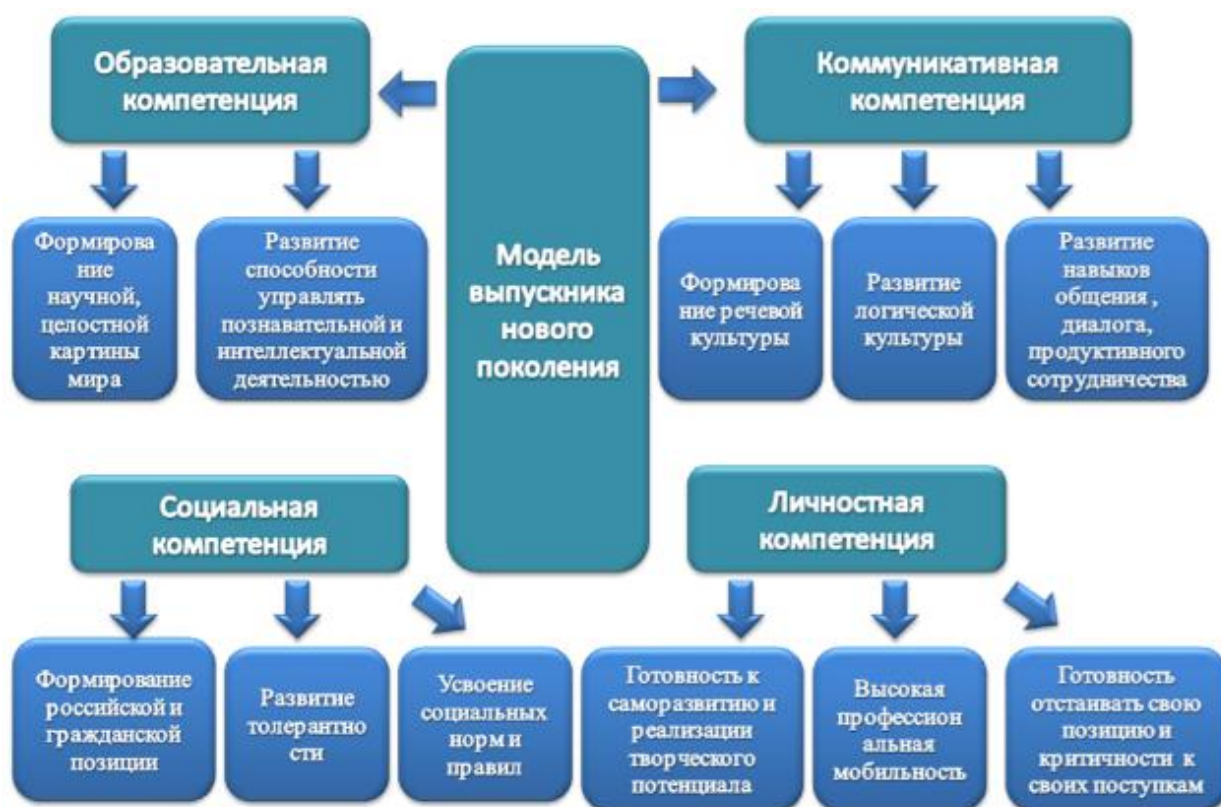 Образовательная
компетенция
Коммуникативная
компетенция
Модель
выпускника
нового
поколения
Формирова
ние
научной,
целостной
картины
мира
Развитие
способности
управлять
познавательной и
интеллектуальной
деятельностью
Формирова
ние речевой
культуры
Развитие
логической
культуры
Развитие
навыков
общения ,
диалога,
продуктивного
сотрудничества
Социальная
компетенция
Личностная
компетенция
Формирование
российской и
гражданской
позиции
Развитие
толерантно
сти
Усвоение
социальных
норм и
правил
Готовность к
саморазвитию и
реализации
творческого
потенциала
Высокая
профессион
альная
мобильность
Готовность
отстаивать свою
позицию и
критичности к
своих поступкам